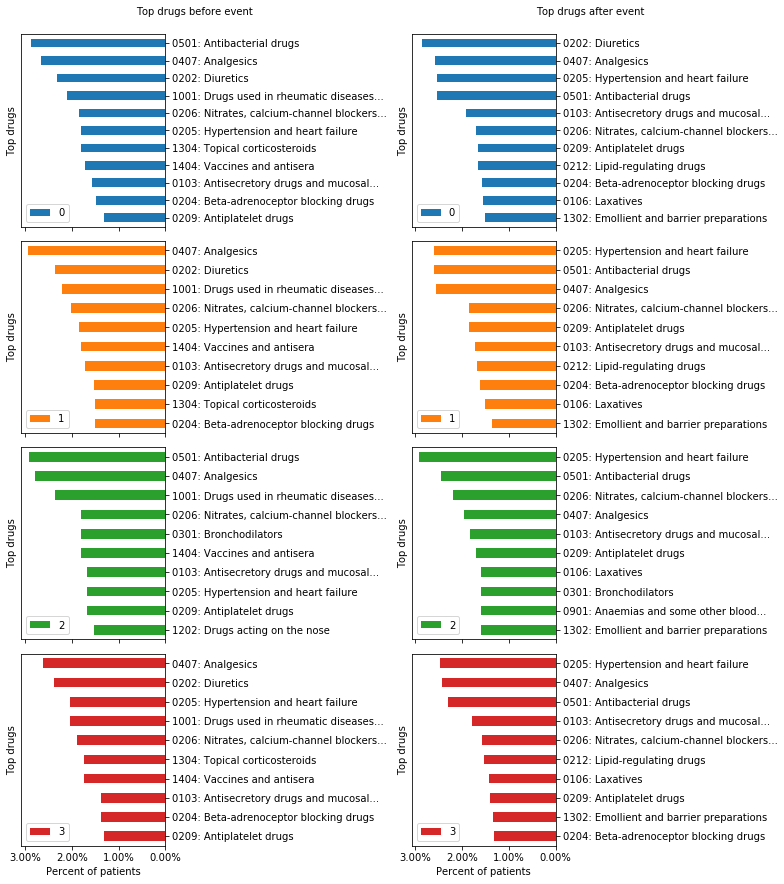 Top drugs before event
Top drugs
0501: Antibacterial drugs
0407: Analgesics
0202: Diuretics
1001: Drugs used in rheumatic diseases...
0206: Nitrates, calcium-channel blockers...
0205: Hypertension and heart failure
1304: Topical corticosteroids
1404: Vaccines and antisera
0103: Antisecretory drugs and mucosal...
0204: Beta-adrenoceptor blocking drugs
0209: Antiplatelet drugs
0
Top drugs
0407: Analgesics
0202: Diuretics
1001: Drugs used in rheumatic diseases...
0206: Nitrates, calcium-channel blockers...
0205: Hypertension and heart failure
1404: Vaccines and antisera
0103: Antisecretory drugs and mucosal...
0209: Antiplatelet drugs
1304: Topical corticosteroids
0204: Beta-adrenoceptor blocking drugs
1
Top drugs
0501: Antibacterial drugs
0407: Analgesics
1001: Drugs used in rheumatic diseases...
0206: Nitrates, calcium-channel blockers...
0301: Bronchodilators
1404: Vaccines and antisera
0103: Antisecretory drugs and mucosal...
0205: Hypertension and heart failure
0209: Antiplatelet drugs
1202: Drugs acting on the nose
2
Top drugs
0407: Analgesics
0202: Diuretics
0205: Hypertension and heart failure
1001: Drugs used in rheumatic diseases...
0206: Nitrates, calcium-channel blockers...
1304: Topical corticosteroids
1404: Vaccines and antisera
0103: Antisecretory drugs and mucosal...
0204: Beta-adrenoceptor blocking drugs
0209: Antiplatelet drugs
3
3.00% 2.00% 1.00% 0.00%
Percent of patients
Top drugs after event
Top drugs
0202: Diuretics
0407: Analgesics
0205: Hypertension and heart failure
0501: Antibacterial drugs
0103: Antisecretory drugs and mucosal...
0206: Nitrates, calcium-channel blockers...
0209: Antiplatelet drugs
0212: Lipid-regulating drugs
0204: Beta-adrenoceptor blocking drugs
0106: Laxatives
1302: Emollient and barrier preparations
0
Top drugs
0205: Hypertension and heart failure
0501: Antibacterial drugs
0407: Analgesics
0206: Nitrates, calcium-channel blockers...
0209: Antiplatelet drugs
0103: Antisecretory drugs and mucosal...
0212: Lipid-regulating drugs
0204: Beta-adrenoceptor blocking drugs
0106: Laxatives
1302: Emollient and barrier preparations
1
Top drugs
0205: Hypertension and heart failure
0501: Antibacterial drugs
0206: Nitrates, calcium-channel blockers...
0407: Analgesics
0103: Antisecretory drugs and mucosal...
0209: Antiplatelet drugs
0106: Laxatives
0301: Bronchodilators
0901: Anaemias and some other blood...
1302: Emollient and barrier preparations
2
Top drugs
0205: Hypertension and heart failure
0407: Analgesics
0501: Antibacterial drugs
0103: Antisecretory drugs and mucosal...
0206: Nitrates, calcium-channel blockers...
0212: Lipid-regulating drugs
0106: Laxatives
0209: Antiplatelet drugs
1302: Emollient and barrier preparations
0204: Beta-adrenoceptor blocking drugs
3
3.00% 2.00% 1.00% 0.00%
Percent of patients